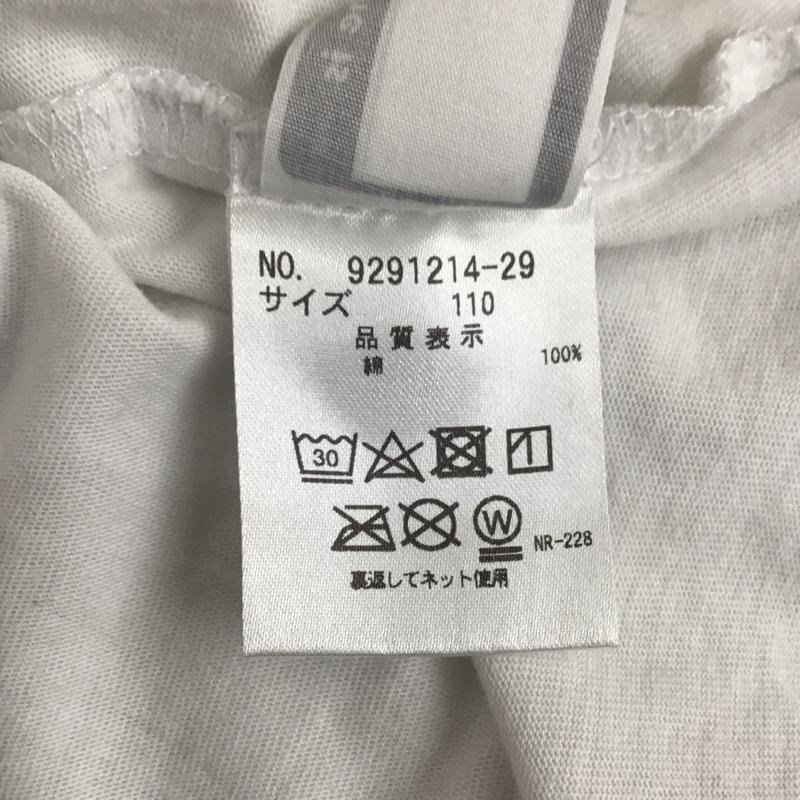 NO. 9291214-29
サイズ 110
品質表示
綿 100%
30
W NR-228
裏返してネット使用